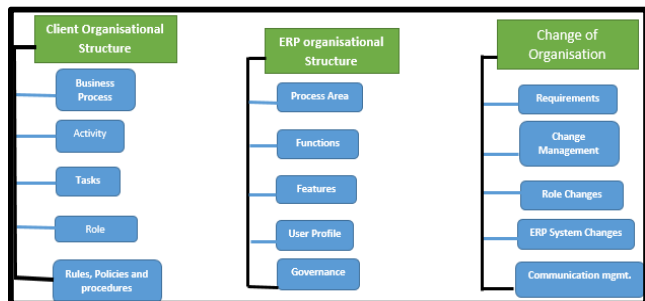 Client Organisational
Structure
Business
Process
Activity
Tasks
Role
Rules, Policies and
procedures
ERP organisational
Structure
Process Area
Functions
Features
User Profile
Governance
Change of
Organisation
Requirements
Change
Management
Role Changes
ERP System Changes
Communication mgmt.